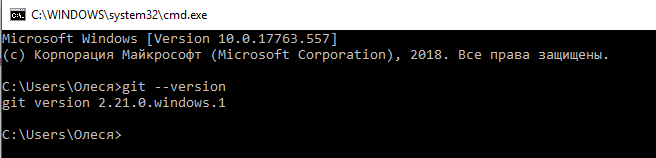 C:\WINDOWS\system32\cmd.exe
Microsoft Windows [Version 10.0.17763.557]
(c) Корпорация Майкрософт (Microsoft Corporation), 2018. Все права защищены.
C:\Users\Олеся>git --version
git version 2.21.0.windows.1
C:\Users\Олеся>